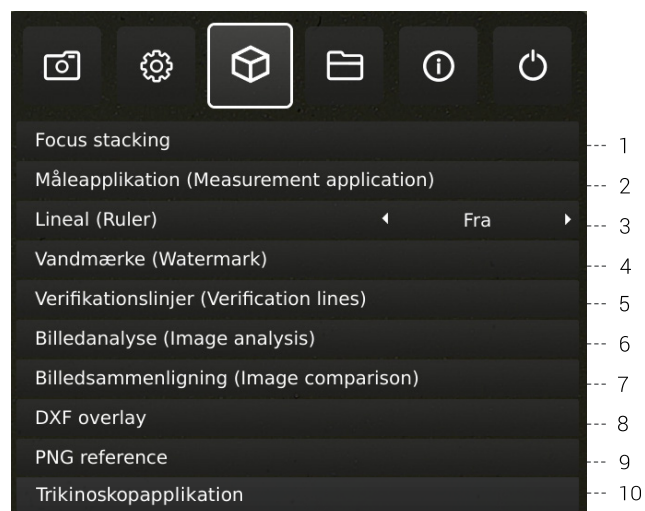 Focus stacking 1
Måleapplikation (Measurement application) 2
Lineal (Ruler) Fra 3
Vandmærke (Watermark) 4
Verifikationslinjer (Verification lines) 5
Billedanalyse (Image analysis) 6
Billedsammenligning (Image comparison) 7
DXF overlay 8
PNG reference 9
Trikinoskopapplikation 10